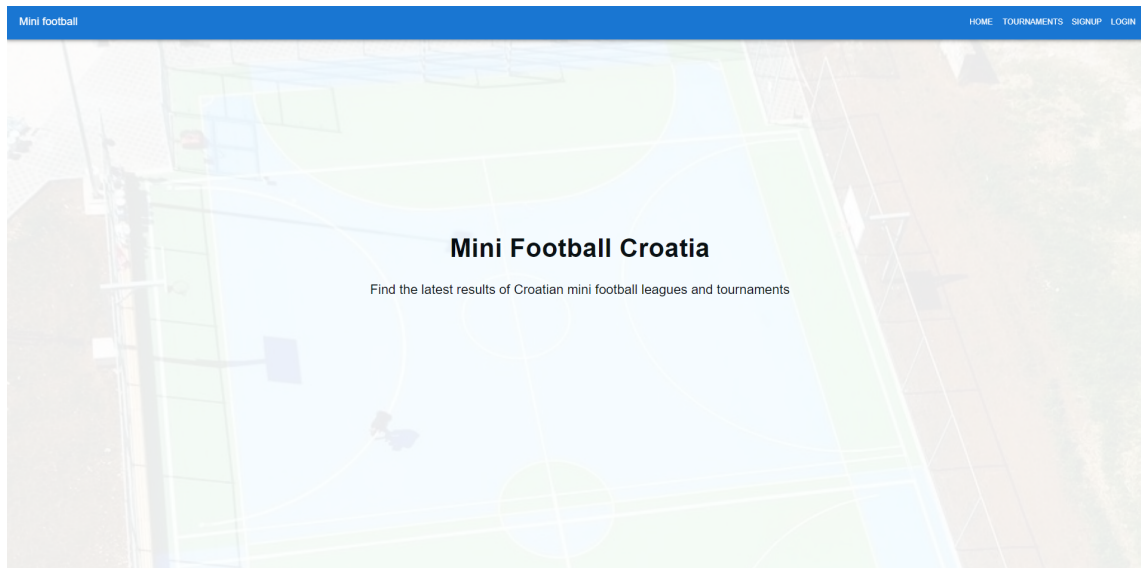 Mini football
HOME TOURNAMENTS SIGNUP LOGIN
Mini Football Croatia
Find the latest results of Croatian mini football leagues and tournaments